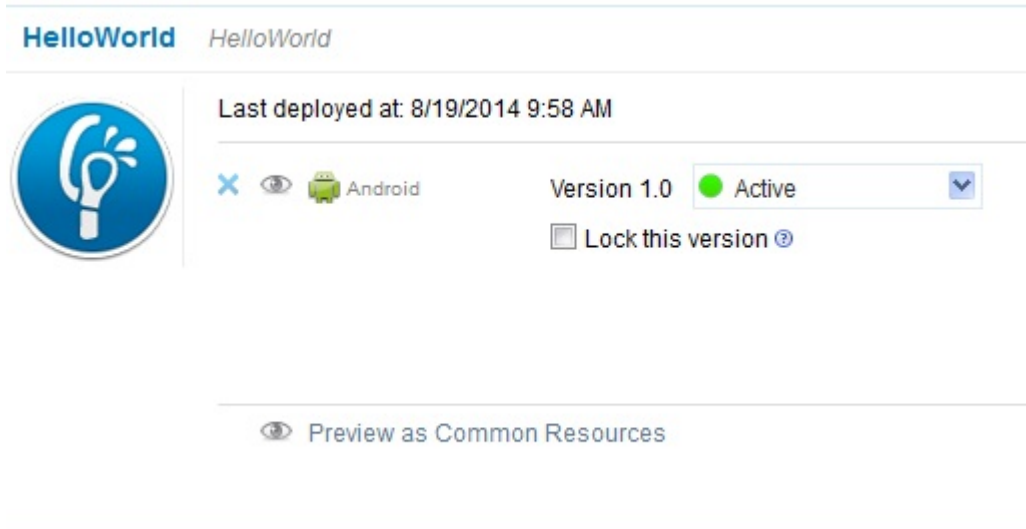 HelloWorld HelloWorld
Last deployed at: 8/19/2014 9:58 AM
Android Version 1.0 Active
Lock this version ?
Preview as Common Resources